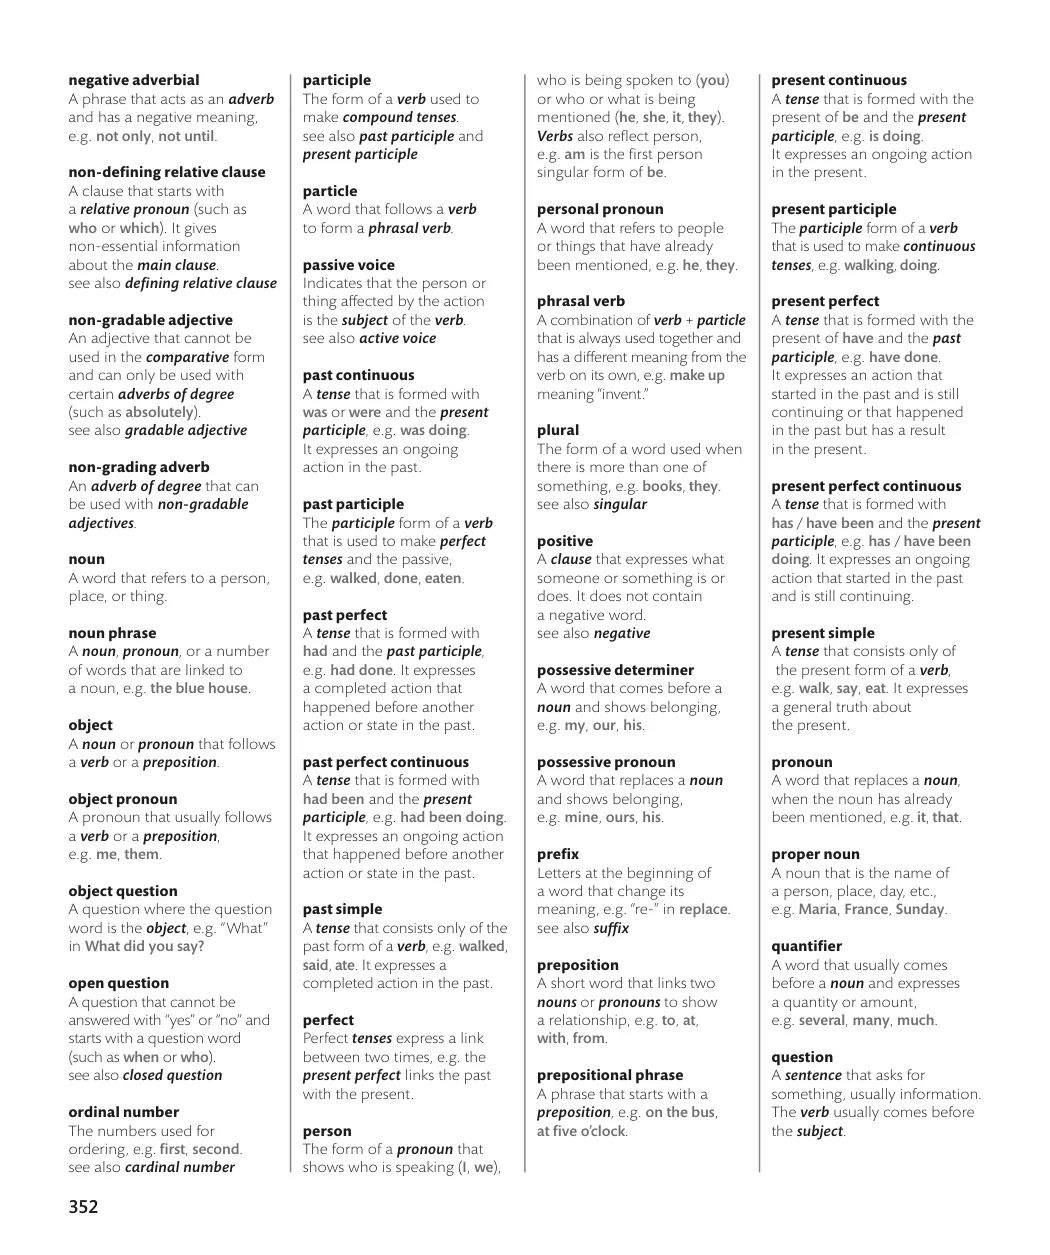 negative adverbial
A phrase that acts as an adverb
and has a negative meaning,
e.g. not only, not until.
non-defining relative clause
A clause that starts with
a relative pronoun (such as
who or which). It gives
non-essential information
about the main clause.
see also defining relative clause
non-gradable adjective
An adjective that cannot be
used in the comparative form
and can only be used with
certain adverbs of degree
(such as absolutely).
see also gradable adjective
non-grading adverb
An adverb of degree that can
be used with non-gradable
adjectives.
noun
A word that refers to a person,
place, or thing.
noun phrase
A noun, pronoun, or a number
of words that are linked to
a noun, e.g. the blue house.
object
A noun or pronoun that follows
a verb or a preposition.
object pronoun
A pronoun that usually follows
a verb or a preposition,
e.g. me, them.
object question
A question where the question
word is the object, e.g. “What”
in What did you say?
open question
A question that cannot be
answered with “yes” or “no” and
starts with a question word
(such as when or who).
see also closed question
ordinal number
The numbers used for
ordering, e.g. first, second.
see also cardinal number
participle
The form of a verb used to
make compound tenses.
see also past participle and
present participle
particle
A word that follows a verb
to form a phrasal verb.
passive voice
Indicates that the person or
thing affected by the action
is the subject of the verb.
see also active voice
past continuous
A tense that is formed with
was or were and the present
participle, e.g. was doing.
It expresses an ongoing
action in the past.
past participle
The participle form of a verb
that is used to make perfect
tenses and the passive,
e.g. walked, done, eaten.
past perfect
A tense that is formed with
had and the past participle,
e.g. had done. It expresses
a completed action that
happened before another
action or state in the past.
past perfect continuous
A tense that is formed with
had been and the present
participle, e.g. had been doing.
It expresses an ongoing action
that happened before another
action or state in the past.
past simple
A tense that consists only of the
past form of a verb, e.g. walked,
said, ate. It expresses a
completed action in the past.
perfect
Perfect tenses express a link
between two times, e.g. the
present perfect links the past
with the present.
person
The form of a pronoun that
shows who is speaking (I, we),
who is being spoken to (you)
or who or what is being
mentioned (he, she, it, they).
Verbs also reflect person,
e.g. am is the first person
singular form of be.
personal pronoun
A word that refers to people
or things that have already
been mentioned, e.g. he, they.
phrasal verb
A combination of verb + particle
that is always used together and
has a different meaning from the
verb on its own, e.g. make up
meaning “invent.”
plural
The form of a word used when
there is more than one of
something, e.g. books, they.
see also singular
positive
A clause that expresses what
someone or something is or
does. It does not contain
a negative word.
see also negative
possessive determiner
A word that comes before a
noun and shows belonging,
e.g. my, our, his.
possessive pronoun
A word that replaces a noun
and shows belonging,
e.g. mine, ours, his.
prefix
Letters at the beginning of
a word that change its
meaning, e.g. “re-” in replace.
see also suffix
preposition
A short word that links two
nouns or pronouns to show
a relationship, e.g. to, at,
with, from.
prepositional phrase
A phrase that starts with a
preposition, e.g. on the bus,
at five o’clock.
present continuous
A tense that is formed with the
present of be and the present
participle, e.g. is doing.
It expresses an ongoing action
in the present.
present participle
The participle form of a verb
that is used to make continuous
tenses, e.g. walking, doing.
present perfect
A tense that is formed with the
present of have and the past
participle, e.g. have done.
It expresses an action that
started in the past and is still
continuing or that happened
in the past but has a result
in the present.
present perfect continuous
A tense that is formed with
has / have been and the present
participle, e.g. has / have been
doing. It expresses an ongoing
action that started in the past
and is still continuing.
present simple
A tense that consists only of
the present form of a verb,
e.g. walk, say, eat. It expresses
a general truth about
the present.
pronoun
A word that replaces a noun,
when the noun has already
been mentioned, e.g. it, that.
proper noun
A noun that is the name of
a person, place, day, etc.,
e.g. Maria, France, Sunday.
quantifier
A word that usually comes
before a noun and expresses
a quantity or amount,
e.g. several, many, much.
question
A sentence that asks for
something, usually information.
The verb usually comes before
the subject.
352